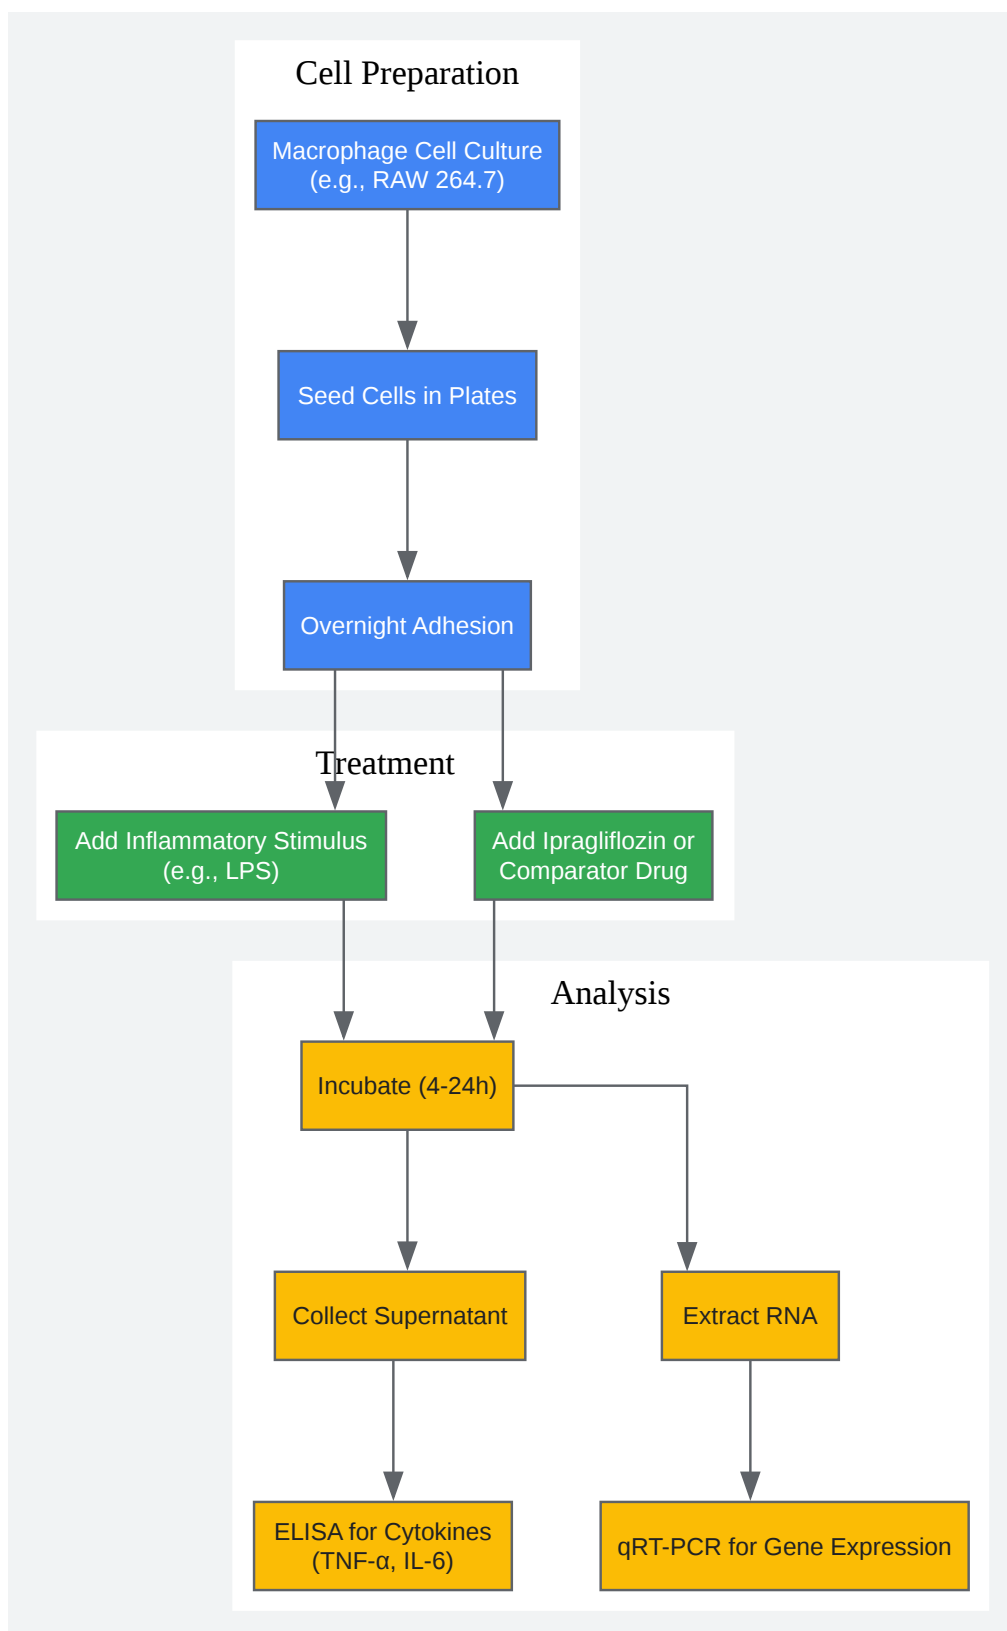 Cell Preparation
Macrophage Cell Culture
(e.g., RAW 264.7)
Seed Cells in Plates
Overnight Adhesion
Treatment
Add Inflammatory Stimulus
(e.g., LPS)
Add Ipragliflozin or
Comparator Drug
Analysis
Incubate (4-24h)
Collect Supernatant
Extract RNA
ELISA for Cytokines
(TNF-α, IL-6)
qRT-PCR for Gene Expression